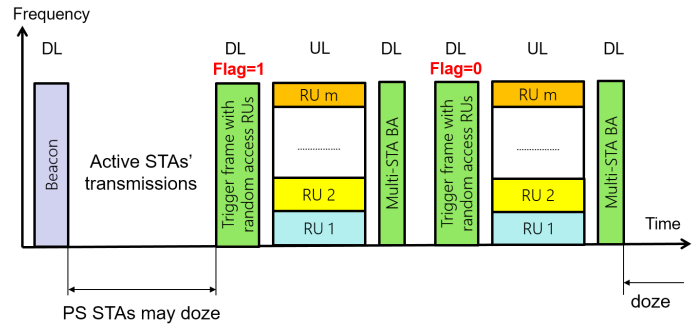 Frequency
DL
DL
UL
DL
DL
UL
DL
Flag=1
Flag=0
Beacon
Active STAs'
transmissions
Trigger frame with
random access RUs
RU m
..............
RU 2
RU 1
Multi-STA BA
Trigger frame with
random access RUs
RU m
..............
RU 2
RU 1
Multi-STA BA
Time
PS STAs may doze
doze